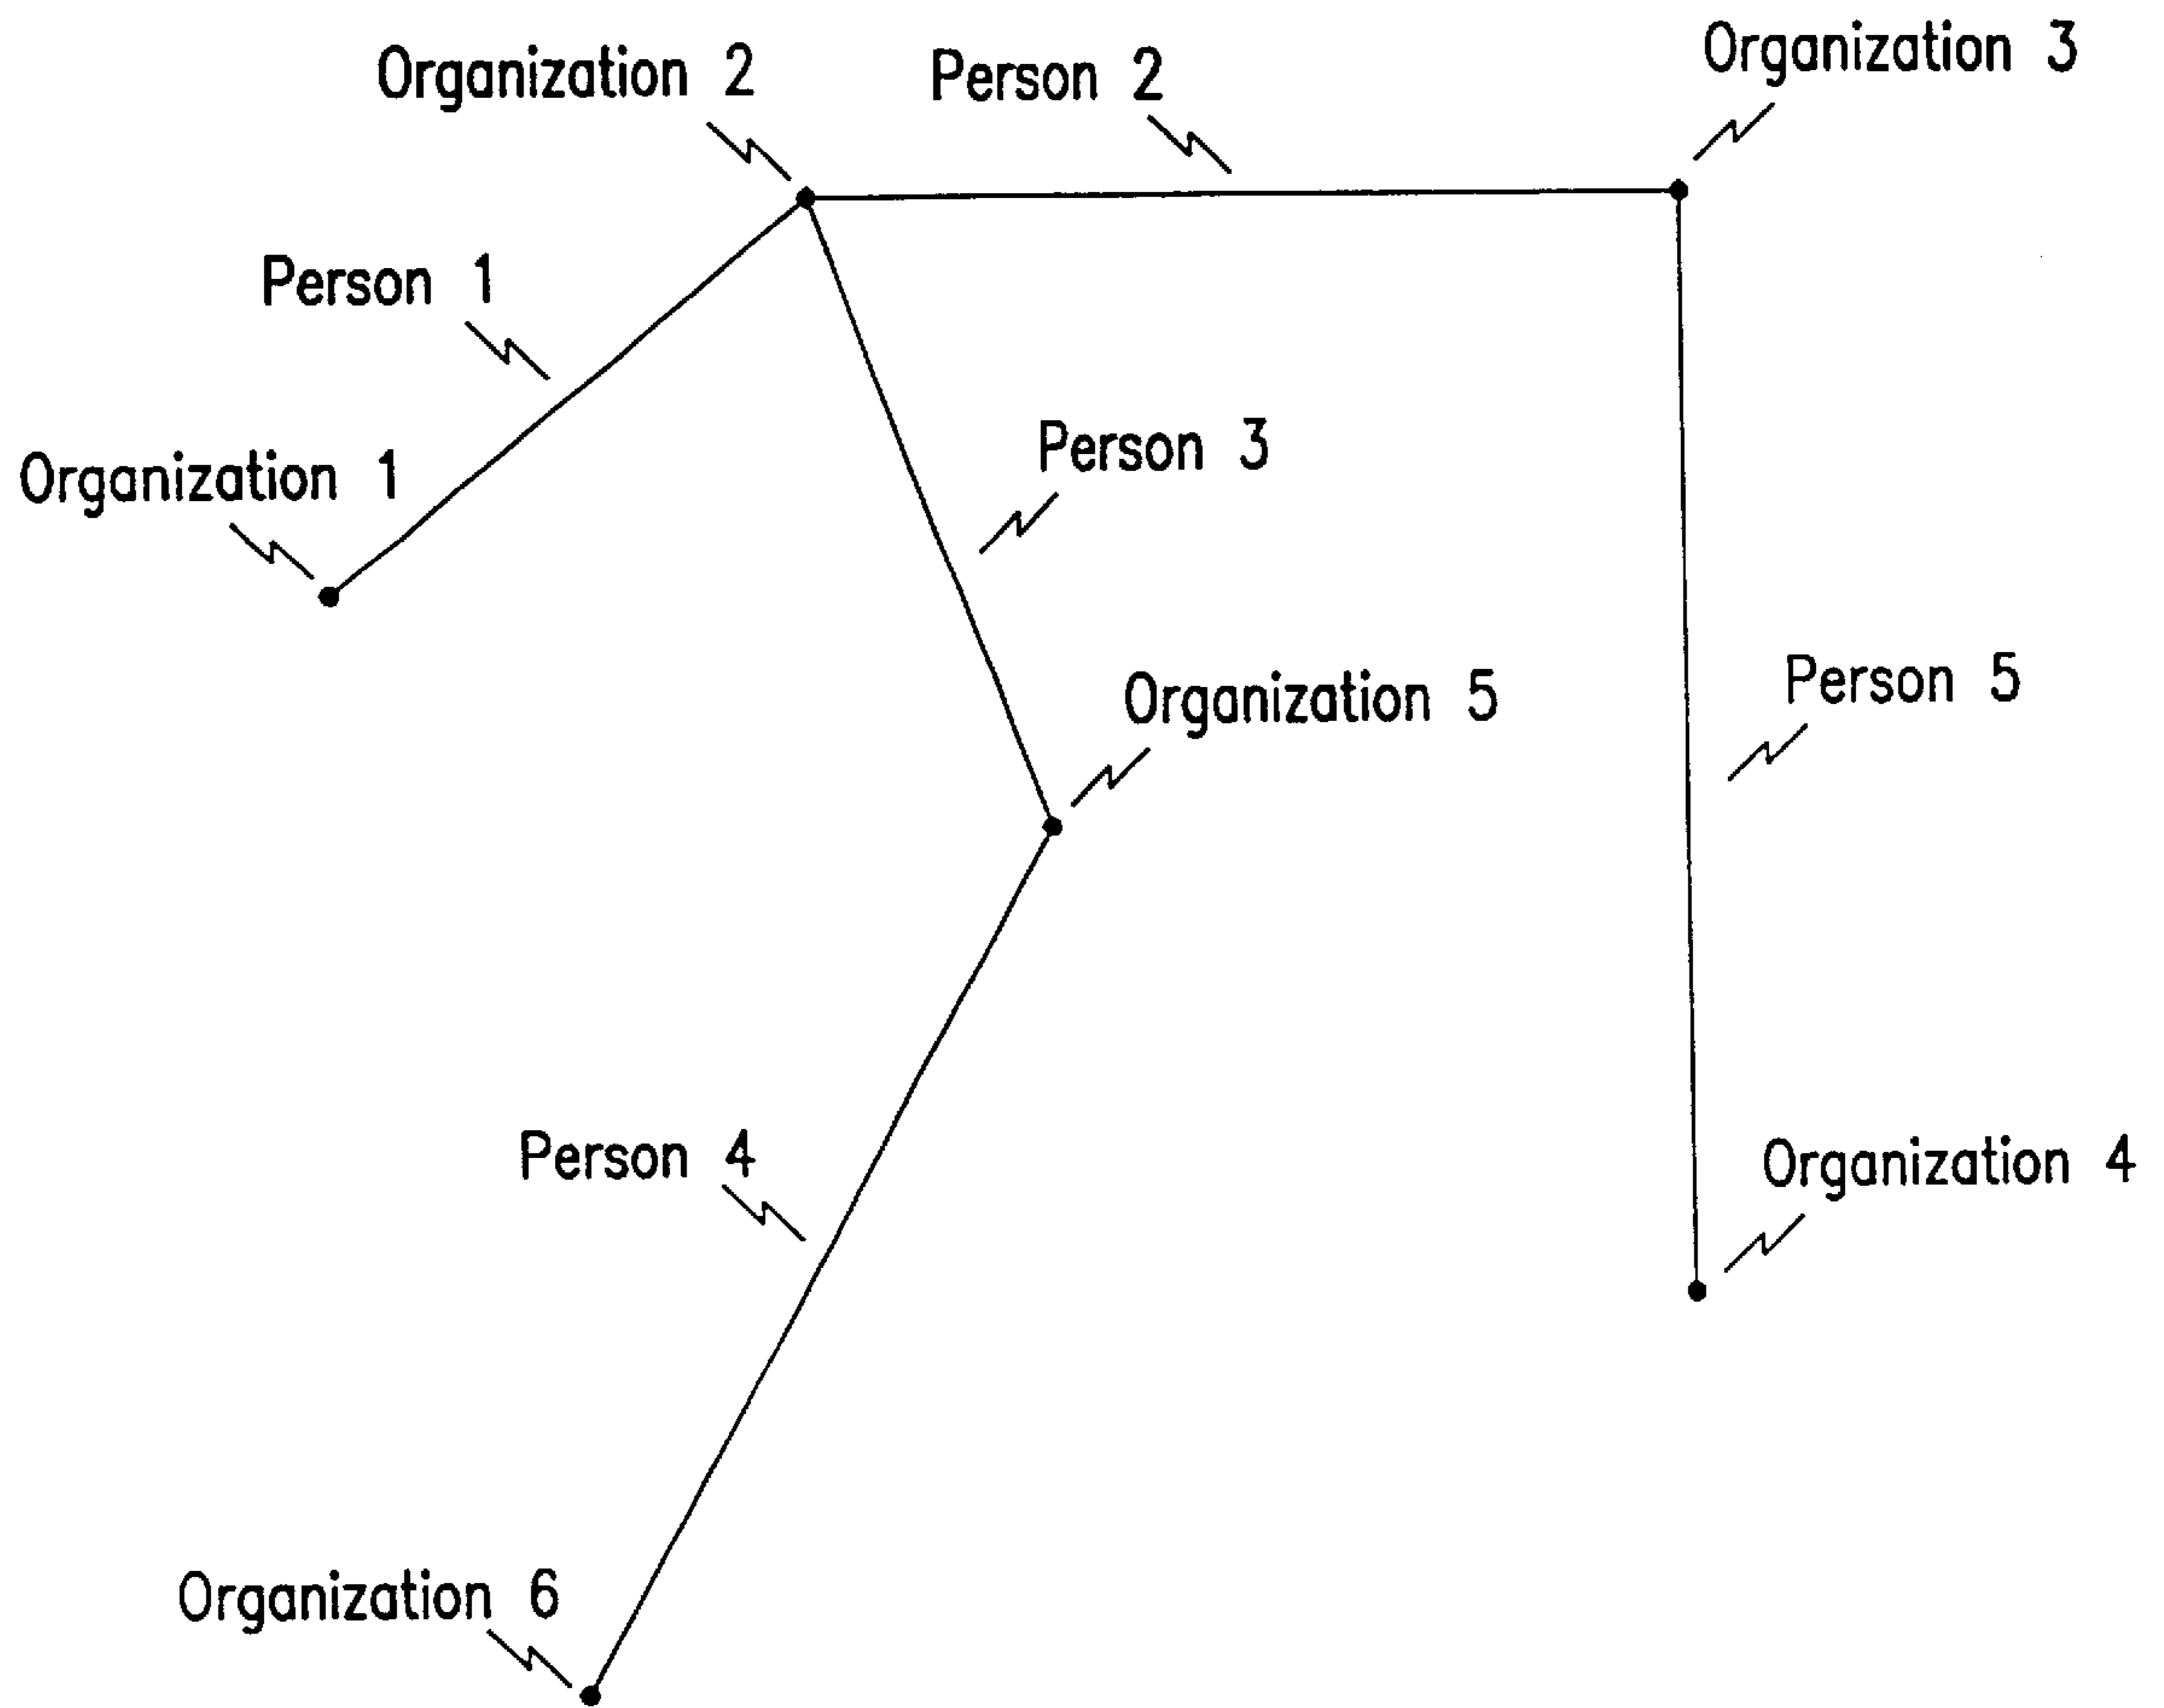 Organization 3
Organization 2
Person 2
Person 1
Person 3
Organization 1
Person 5
Organization 5
Person 4
Organization 4
Organization 6